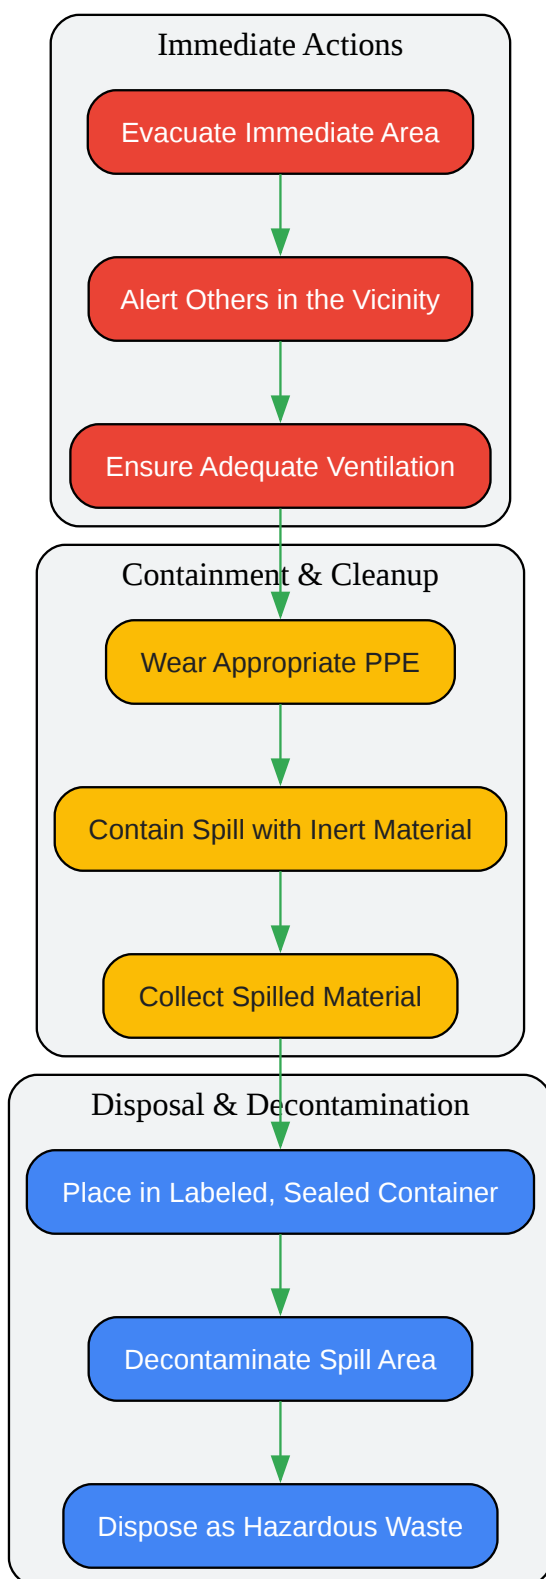 Immediate Actions
Evacuate Immediate Area
Alert Others in the Vicinity
Ensure Adequate Ventilation
Containment & Cleanup
Wear Appropriate PPE
Contain Spill with Inert Material
Collect Spilled Material
Disposal & Decontamination
Place in Labeled, Sealed Container
Decontaminate Spill Area
Dispose as Hazardous Waste